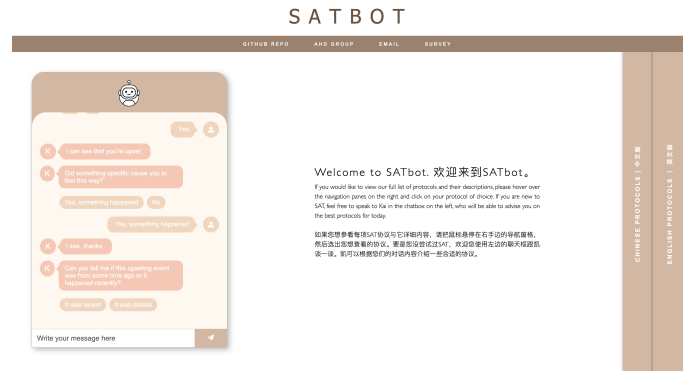 SATBOT
GITHUB REPO
AHD GROUP
EMAIL
SURVEY
Yes
K
I can see that you're upset.
K
Did something specific cause you to
feel this way?
Yes, something happened
No
Yes, something happened
K
I see, thanks.
K
Can you tell me if this upsetting event
was from some time ago or it
happened recently?
It was recent
It was distant
Write your message here
Welcome to SATbot. 欢迎来到SATbot。
If you would like to view our full list of protocols and their descriptions, please hover over
the navigation panes on the right and click on your protocol of choice. If you are new to
SAT, feel free to speak to Kai in the chatbot on the left, who will be able to advise you on
the best protocols for today.
如果您想参看每项SAT协议与它详细内容，请把鼠标悬停在右手边的导航窗格，
然后选出您想查看的协议。要是您没尝试过SAT，欢迎您使用左边的聊天框跟凯
谈一谈。凯可以根据您们的对话内容介绍一些合适的协议。
CHINESE PROTOCOLS | 中文版
ENGLISH PROTOCOLS | 英文版